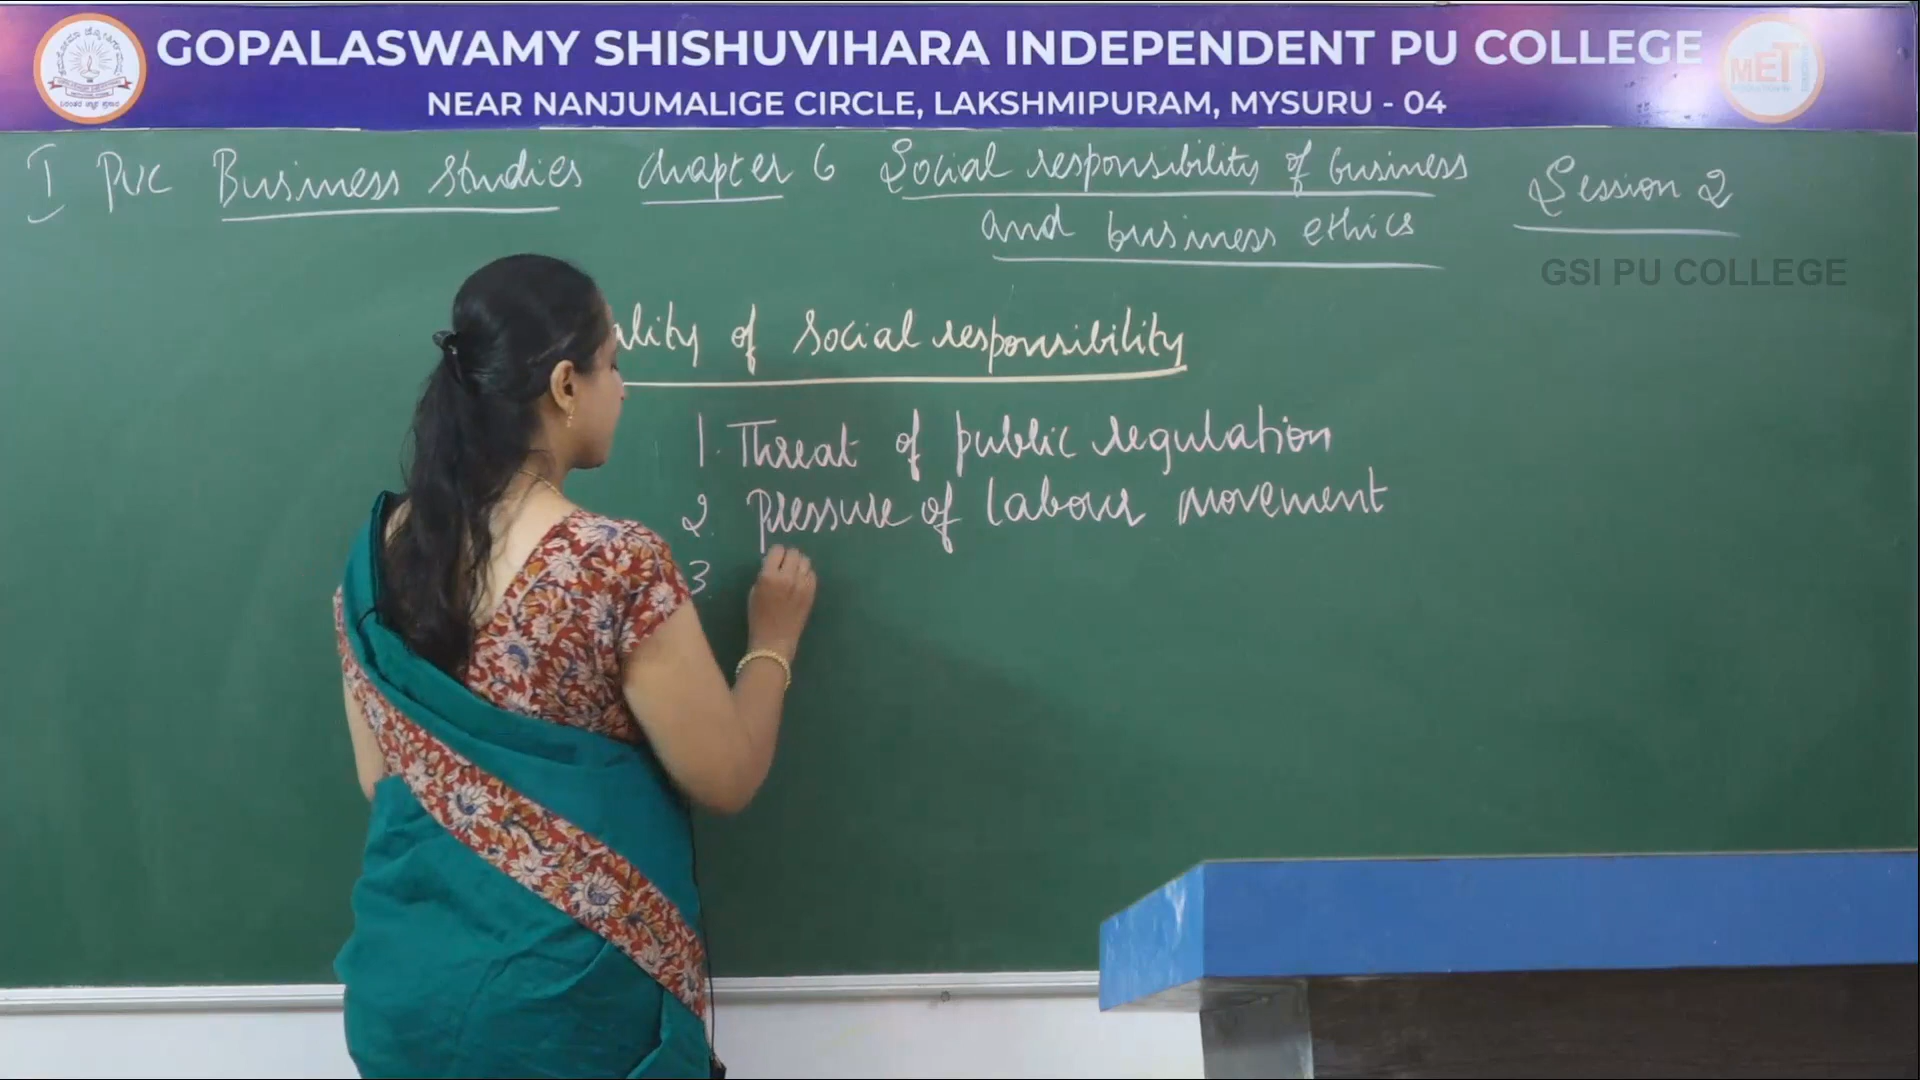 GOPALASWAMY SHISHUVIHARA INDEPENDENT PU COLLEGE
NEAR NANJUMALIGE CIRCLE, LAKSHMIPURAM, MYSURU - 04
MET
I PUC Business Studies Chapter 6 Social responsibility of business
and business ethics
Session 2
GSI PU COLLEGE
ality of Social responsibility
1. Threat of public regulation
2. Pressure of labour movement
3.